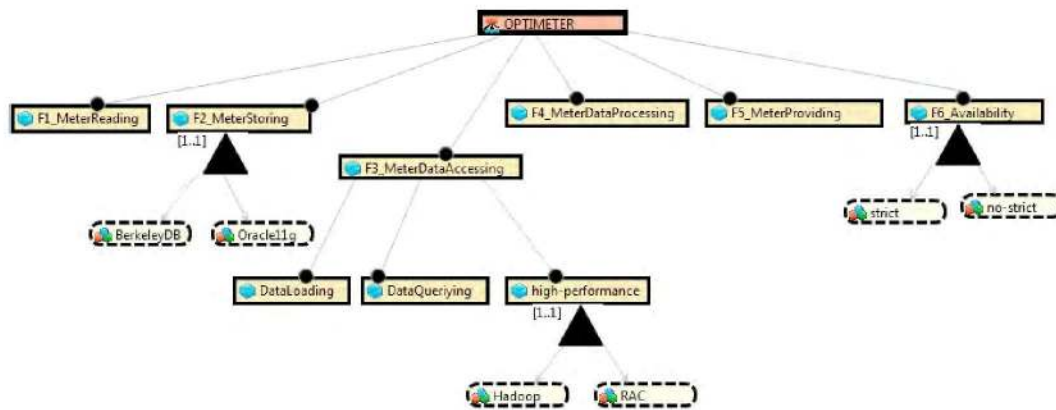 OPTIMETER
F1_MeterReading
F2_MeterStoring
F4_MeterDataProcessing
F5_MeterProviding
F6_Availability
[1..1]
[1..1]
F3_MeterDataAccessing
BerkeleyDB
Oracle11g
strict
no-strict
DataLoading
DataQueriying
high-performance
[1..1]
Hadoop
RAC